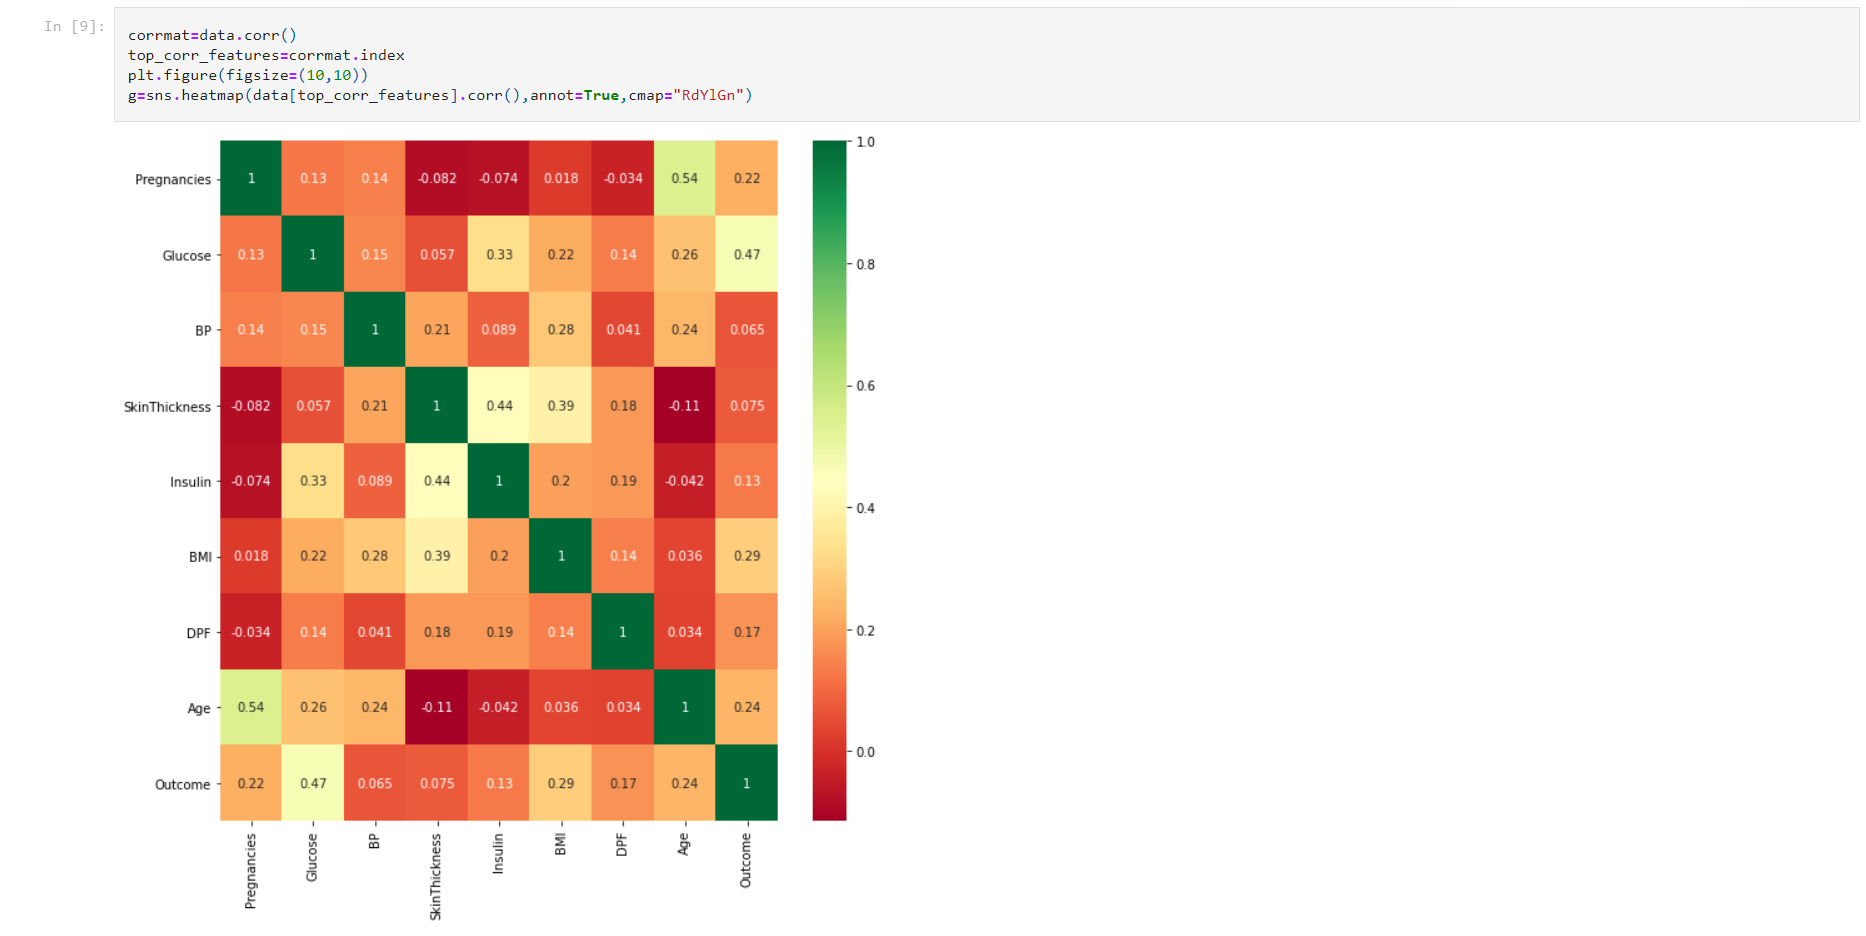 In [9]:
corrmat=data.corr()
top_corr_features=corrmat.index
plt.figure(figsize=(10,10))
g=sns.heatmap(data[top_corr_features].corr(),annot=True,cmap="RdYlGn")
Pregnancies 1 0.13 0.14 -0.082 -0.074 0.018 -0.034 0.54 0.22
Glucose 0.13 1 0.15 0.057 0.33 0.22 0.14 0.26 0.47
BP 0.14 0.15 1 0.21 0.089 0.28 0.041 0.24 0.065
SkinThickness -0.082 0.057 0.21 1 0.44 0.39 0.18 -0.11 0.075
Insulin -0.074 0.33 0.089 0.44 1 0.2 0.19 -0.042 0.13
BMI 0.018 0.22 0.28 0.39 0.2 1 0.14 0.036 0.29
DPF -0.034 0.14 0.041 0.18 0.19 0.14 1 0.034 0.17
Age 0.54 0.26 0.24 -0.11 -0.042 0.036 0.034 1 0.24
Outcome 0.22 0.47 0.065 0.075 0.13 0.29 0.17 0.24 1
Pregnancies
Glucose
BP
SkinThickness
Insulin
BMI
DPF
Age
Outcome
1.0
0.8
0.6
0.4
0.2
0.0